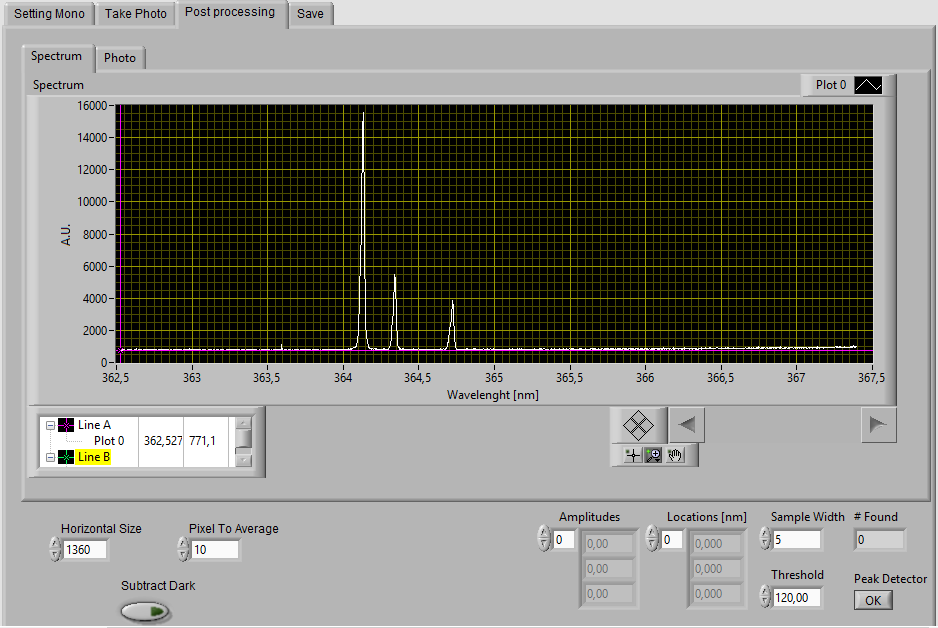 Setting Mono Take Photo Post processing Save
Spectrum Photo
Spectrum
Plot 0
16000
14000
12000
10000
8000
6000
4000
2000
0
A.U.
362,5 363 363,5 364 364,5 365 365,5 366 366,5 367 367,5
Wavelenght [nm]
Line A
Plot 0 362,527 771,1
Line B
Horizontal Size
1360
Pixel To Average
10
Subtract Dark
Amplitudes
0 0,00
0,00
0,00
Locations [nm]
0 0,000
0,000
0,000
Sample Width
5
# Found
0
Threshold
120,00
Peak Detector
OK